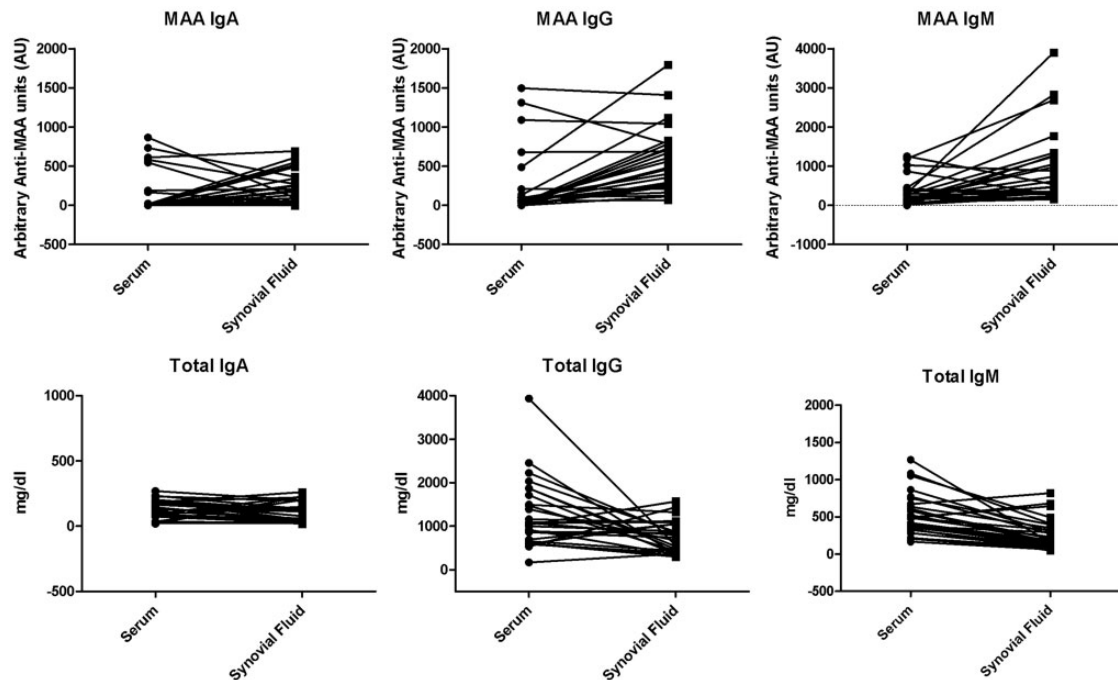 MAA IgA
Arbitrary Anti-MAA units (AU)
2000
1500
1000
500
0
-500
Serum
Synovial Fluid
MAA IgG
Arbitrary Anti-MAA units (AU)
2000
1500
1000
500
0
-500
Serum
Synovial Fluid
MAA IgM
Arbitrary Anti-MAA units (AU)
4000
3000
2000
1000
0
-1000
Serum
Synovial Fluid
Total IgA
mg/dl
1000
500
0
-500
Serum
Synovial Fluid
Total IgG
mg/dl
4000
3000
2000
1000
0
Serum
Synovial Fluid
Total IgM
mg/dl
2000
1500
1000
500
0
-500
Serum
Synovial Fluid